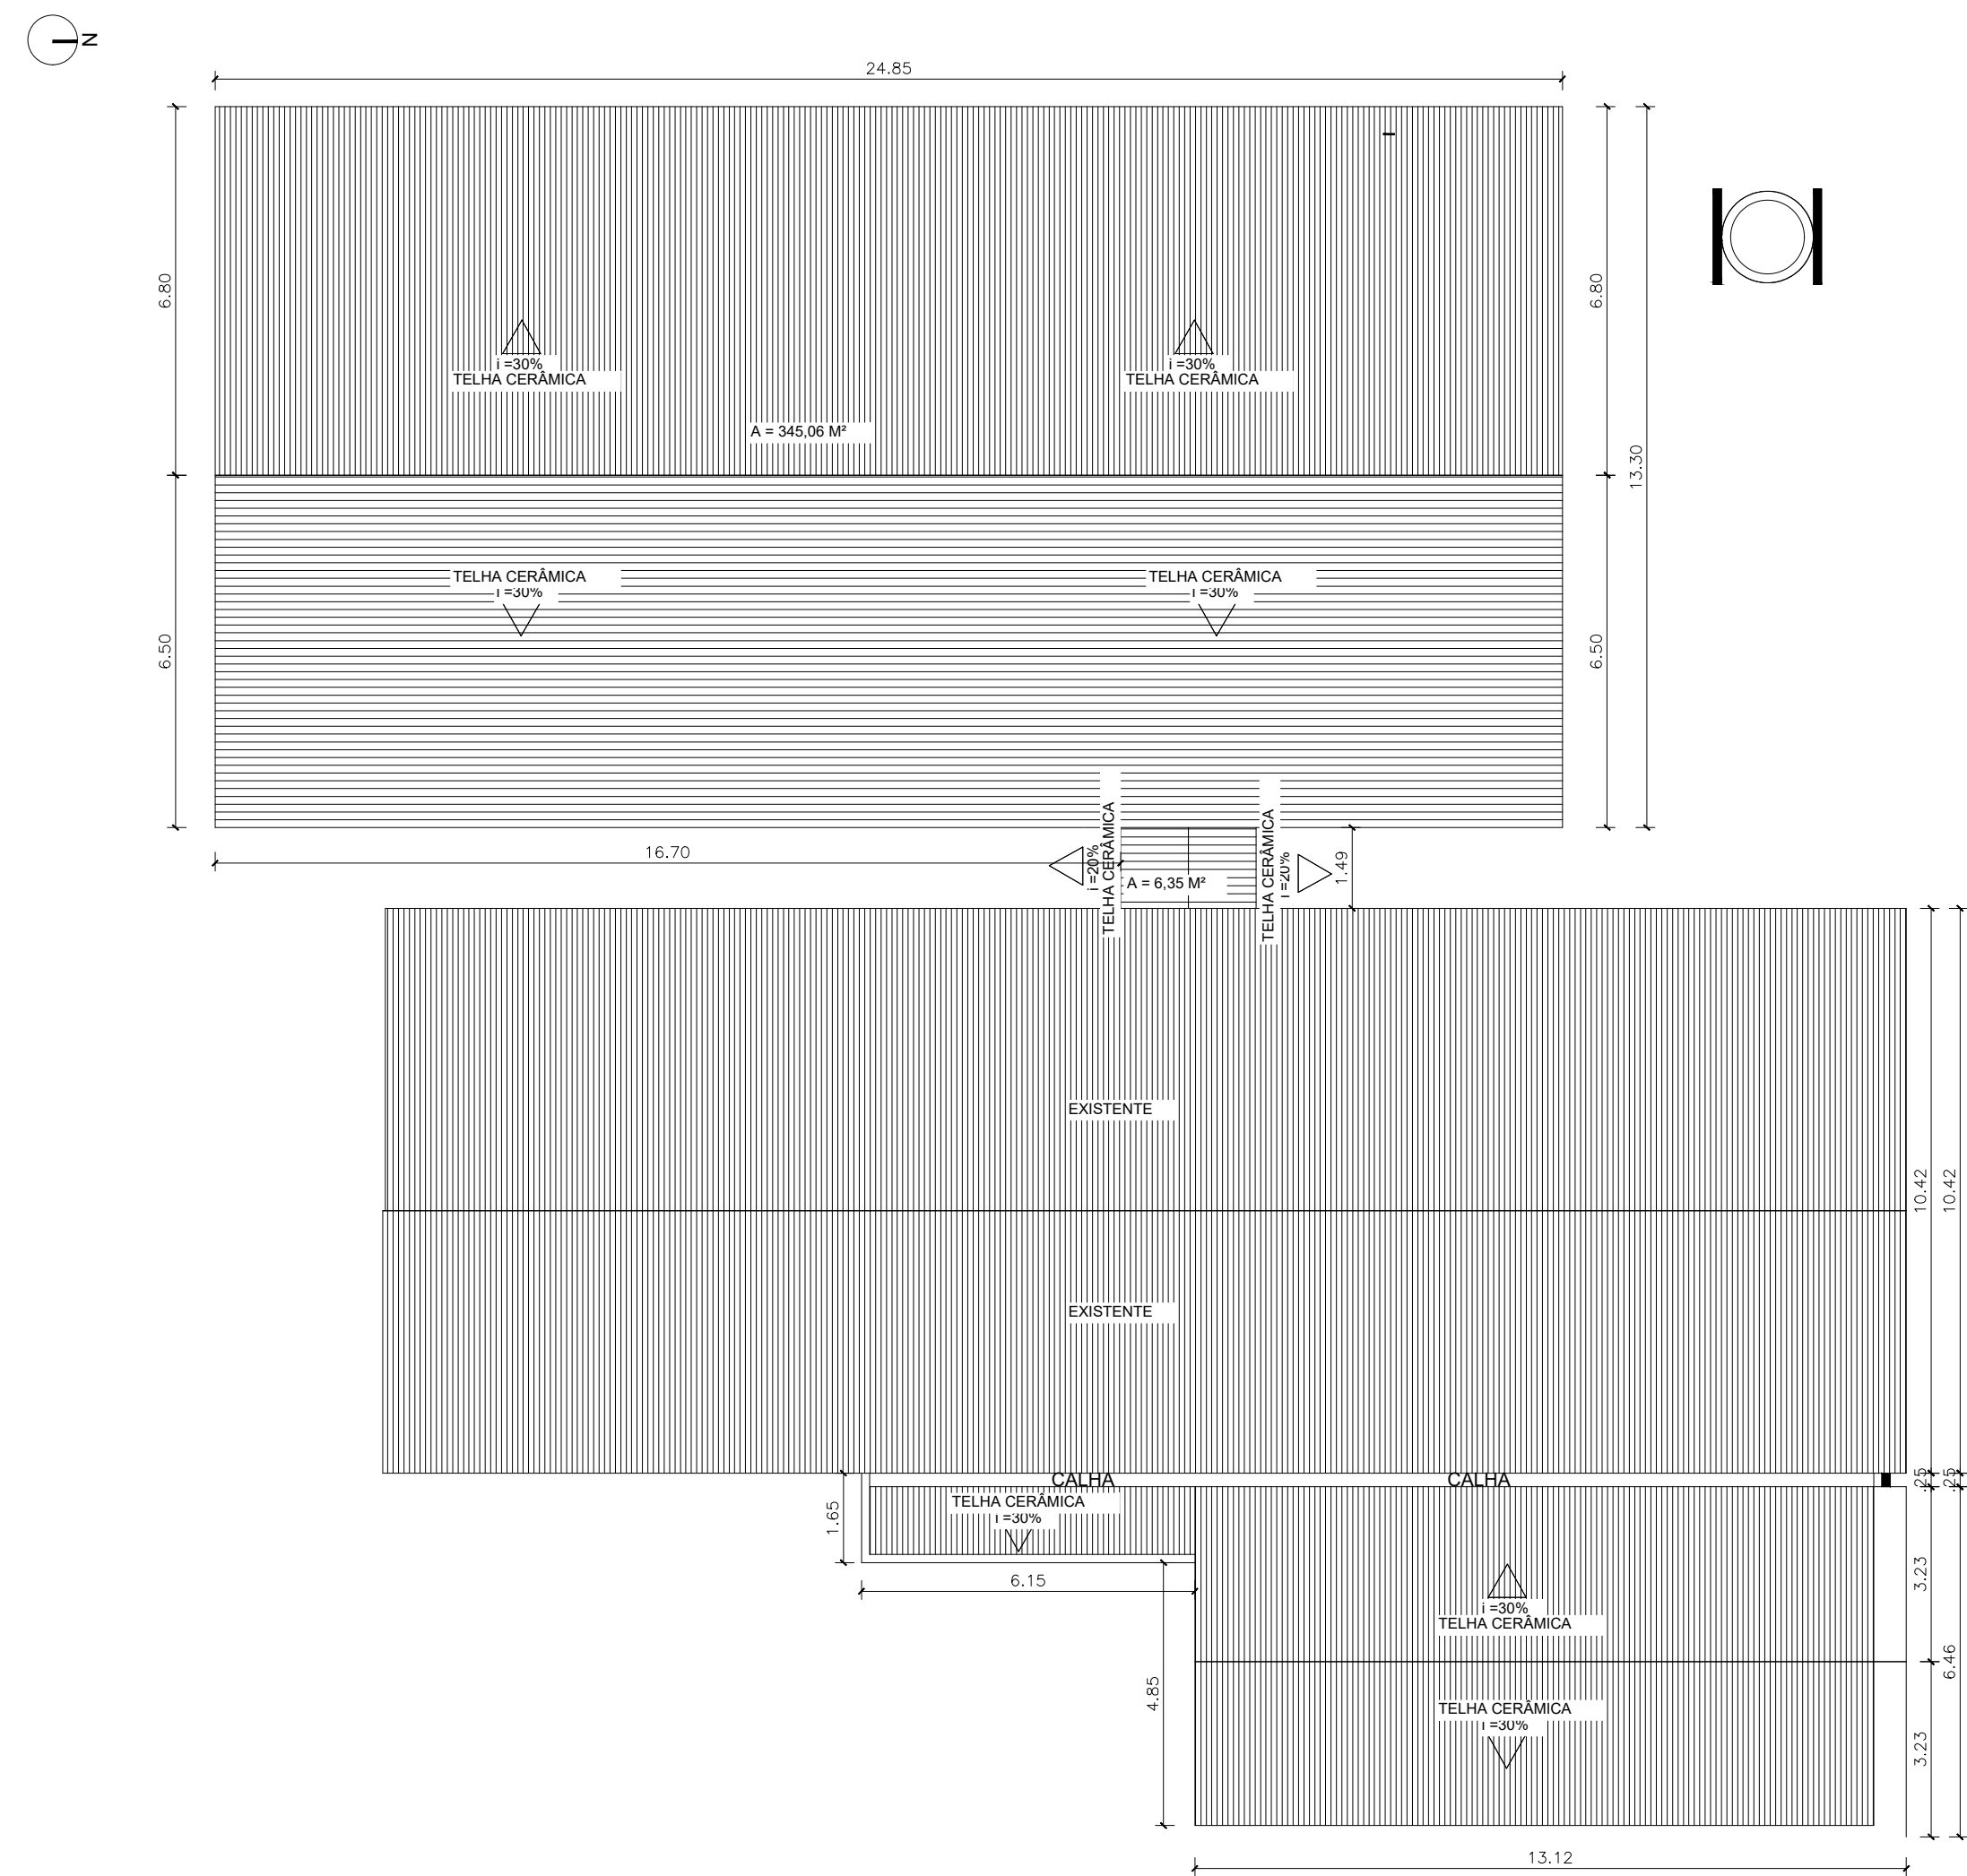 N
24.85
6.80
6.80
13.30
i =30%
TELHA CERÂMICA
i =30%
TELHA CERÂMICA
A = 345,06 M²
TELHA CERÂMICA
i =30%
TELHA CERÂMICA
i =30%
6.50
6.50
16.70
i =20%
TELHA CERÂMICA
A = 6,35 M²
TELHA CERÂMICA
i =20%
1.49
EXISTENTE
10.42
10.42
EXISTENTE
CALHA
CALHA
.25
.25
1.65
TELHA CERÂMICA
i =30%
6.15
i =30%
TELHA CERÂMICA
3.23
4.85
6.46
TELHA CERÂMICA
i =30%
3.23
13.12